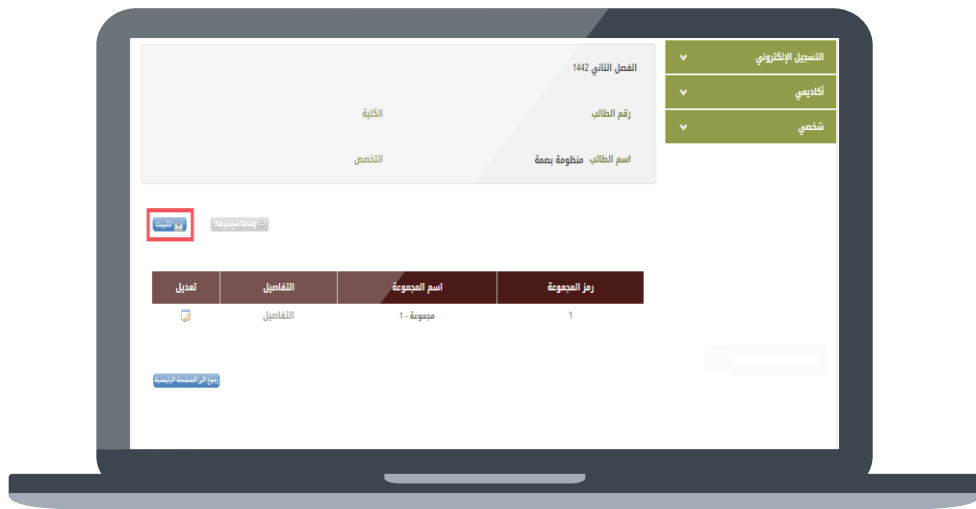 التسجيل الإلكتروني
أكاديمي
شخصي
الفصل الثاني 1442
رقم الطالب الكلية
اسم الطالب منظومة بصمة التخصص
إضافة مجموعة تثبيت
رمز المجموعة اسم المجموعة التفاصيل تعديل
1 مجموعة - 1 التفاصيل
رجوع الى الصفحة الرئيسية